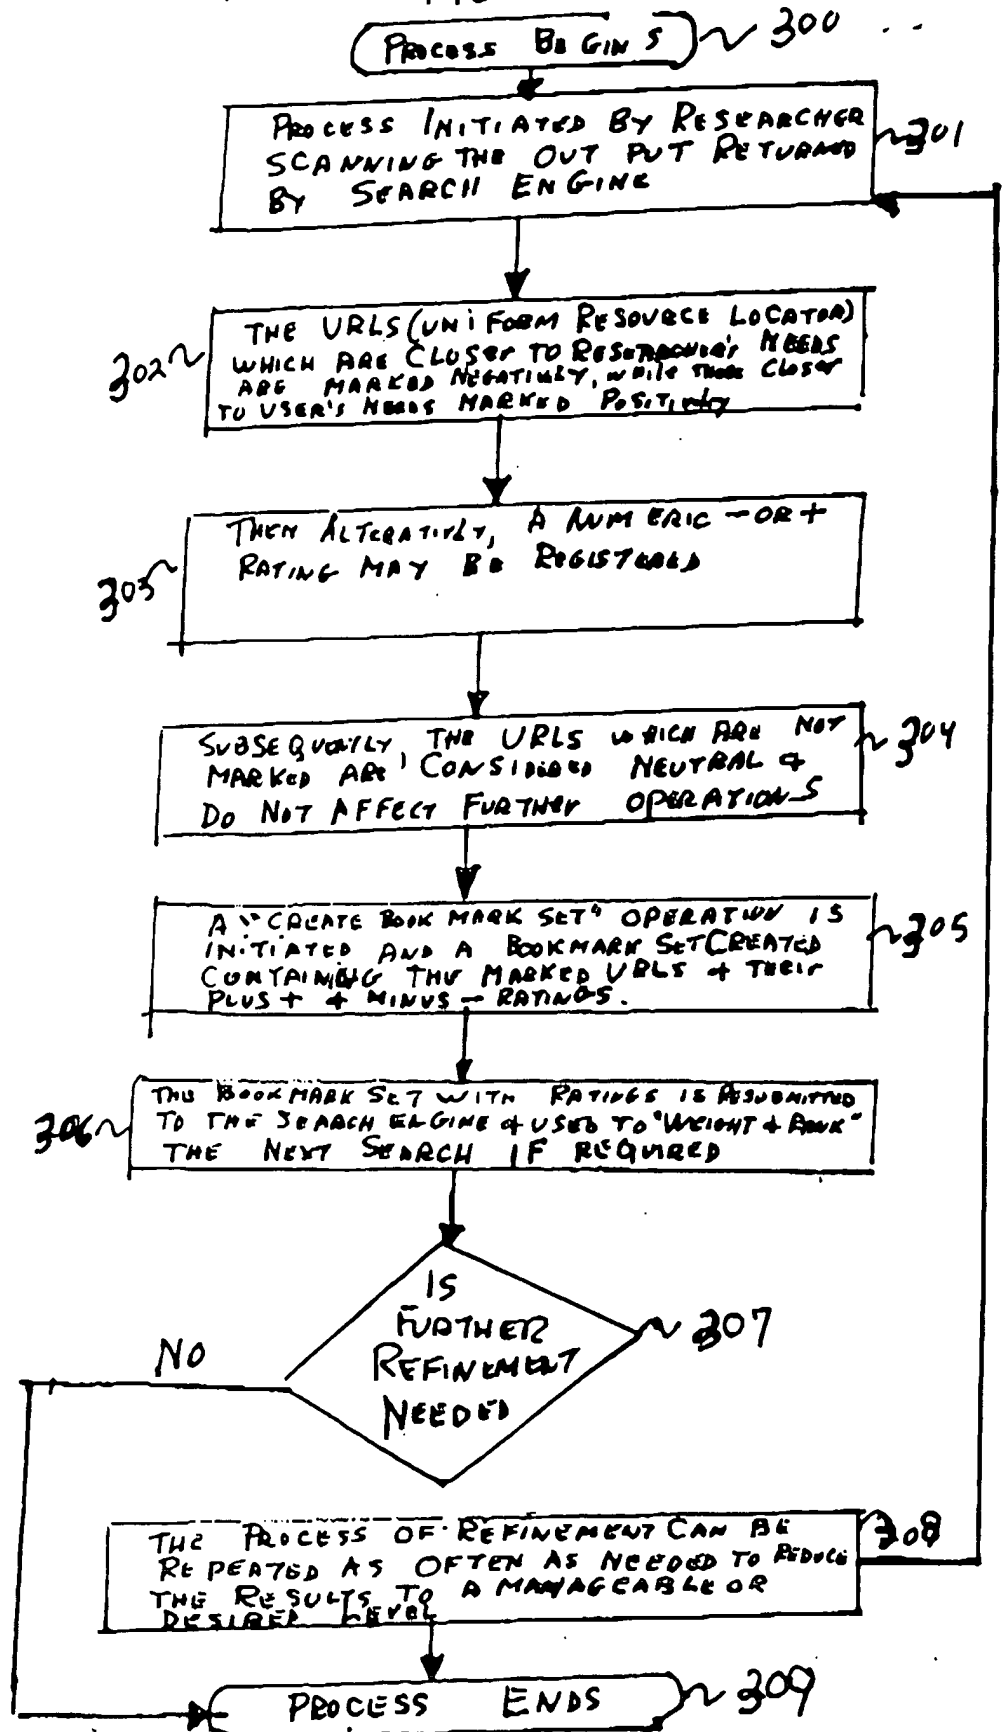 PROCESS BEGINS 300
PROCESS INITIATED BY RESEARCHER
SCANNING THE OUT PUT RETURNED
BY SEARCH ENGINE
301
THE URLS (UNIFORM RESOURCE LOCATOR)
WHICH ARE CLOSER TO RESEARCHER'S NEEDS
ARE MARKED NEGATIVELY, WHILE THOSE CLOSER
TO USER'S NEEDS MARKED POSITIVELY
302
THEN ALTERATIVELY, A NUMERIC - OR +
RATING MAY BE REGISTERED
303
SUBSEQUENTLY, THE URLS WHICH ARE NOT
MARKED ARE CONSIDERED NEUTRAL &
DO NOT AFFECT FURTHER OPERATIONS
304
A "CREATE BOOK MARK SET" OPERATION IS
INITIATED AND A BOOKMARK SET CREATED
CONTAINING THE MARKED URLS & THEIR
PLUS + & MINUS - RATINGS.
305
THIS BOOK MARK SET WITH RATINGS IS RESUBMITTED
TO THE SEARCH ENGINE & USED TO "WEIGHT & RANK"
THE NEXT SEARCH IF REQUIRED
306
IS
FURTHER
REFINEMENT
NEEDED
307
NO
THE PROCESS OF REFINEMENT CAN BE
REPEATED AS OFTEN AS NEEDED TO REDUCE
THE RESULTS TO A MANAGEABLE OR
DESIRED LEVEL
308
PROCESS ENDS 309